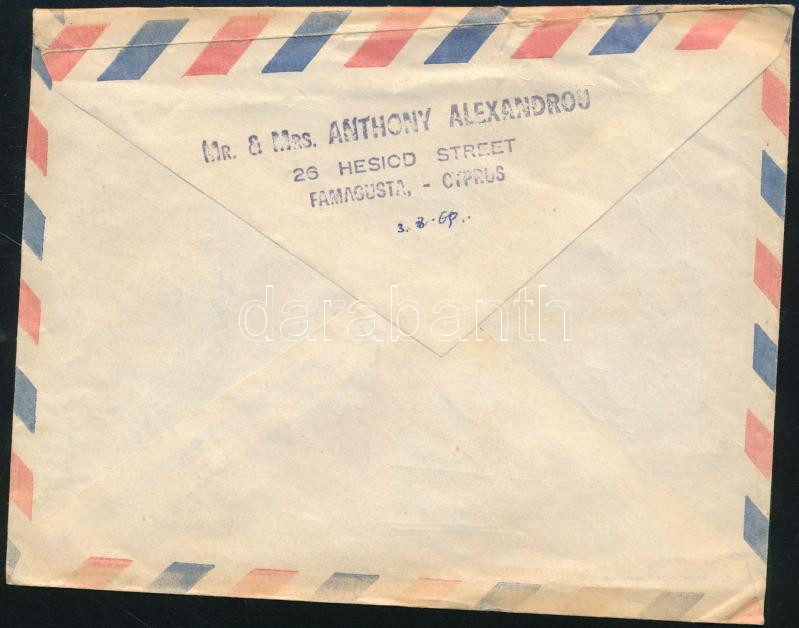 Mr. & Mrs. ANTHONY ALEXANDROU
26 HESIOD STREET
FAMAGUSTA, - CYPRUS
darabanth